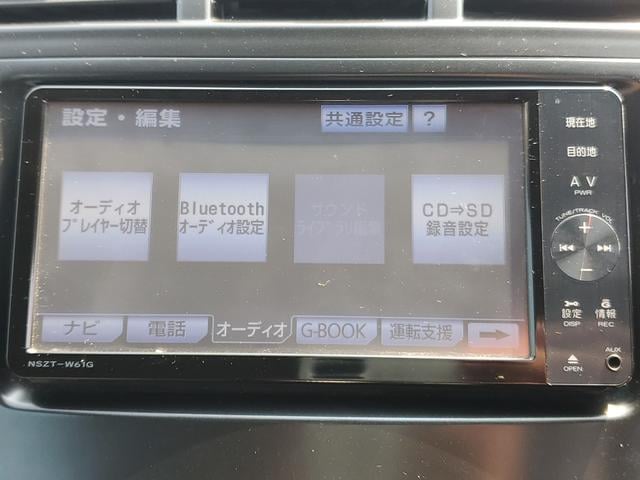 設定・編集
共通設定
?
オーディオ
プレイヤー切替
Bluetooth
オーディオ設定
サウンド
ライブラリ編集
CD⇒SD
録音設定
ナビ
電話
オーディオ
G-BOOK
運転支援
NSZT-W61G
現在地
目的地
AV
PWR
TUNE/TRACK VOL
+
−
設定
DISP
情報
REC
AUX
OPEN